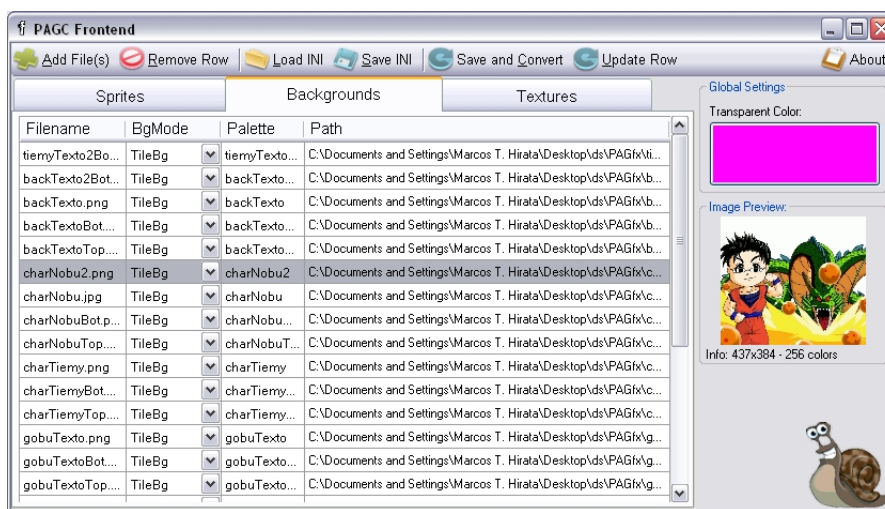 PAGC Frontend
Add File(s) Remove Row Load INI Save INI Save and Convert Update Row About
Sprites Backgrounds Textures
Filename BgMode Palette Path
tiemyTexto2Bo... TileBg tiemyTexto... C:\Documents and Settings\Marcos T. Hirata\Desktop\ds\PAGfx\ti...
backTexto2Bot... TileBg backTexto... C:\Documents and Settings\Marcos T. Hirata\Desktop\ds\PAGfx\b...
backTexto.png TileBg backTexto C:\Documents and Settings\Marcos T. Hirata\Desktop\ds\PAGfx\b...
backTextoBot.... TileBg backTexto... C:\Documents and Settings\Marcos T. Hirata\Desktop\ds\PAGfx\b...
backTextoTop.... TileBg backTexto... C:\Documents and Settings\Marcos T. Hirata\Desktop\ds\PAGfx\b...
charNobu2.png TileBg charNobu2 C:\Documents and Settings\Marcos T. Hirata\Desktop\ds\PAGfx\c...
charNobu.jpg TileBg charNobu C:\Documents and Settings\Marcos T. Hirata\Desktop\ds\PAGfx\c...
charNobuBot.p... TileBg charNobu... C:\Documents and Settings\Marcos T. Hirata\Desktop\ds\PAGfx\c...
charNobuTop.... TileBg charNobuT... C:\Documents and Settings\Marcos T. Hirata\Desktop\ds\PAGfx\c...
charTiemy.png TileBg charTiemy C:\Documents and Settings\Marcos T. Hirata\Desktop\ds\PAGfx\c...
charTiemyBot.... TileBg charTiemy... C:\Documents and Settings\Marcos T. Hirata\Desktop\ds\PAGfx\c...
charTiemyTop.... TileBg charTiemy... C:\Documents and Settings\Marcos T. Hirata\Desktop\ds\PAGfx\c...
gobuTexto.png TileBg gobuTexto C:\Documents and Settings\Marcos T. Hirata\Desktop\ds\PAGfx\g...
gobuTextoBot.... TileBg gobuTexto... C:\Documents and Settings\Marcos T. Hirata\Desktop\ds\PAGfx\g...
gobuTextoTop.... TileBg gobuTexto... C:\Documents and Settings\Marcos T. Hirata\Desktop\ds\PAGfx\g...
Global Settings
Transparent Color:
Image Preview:
Info: 437x384 - 256 colors